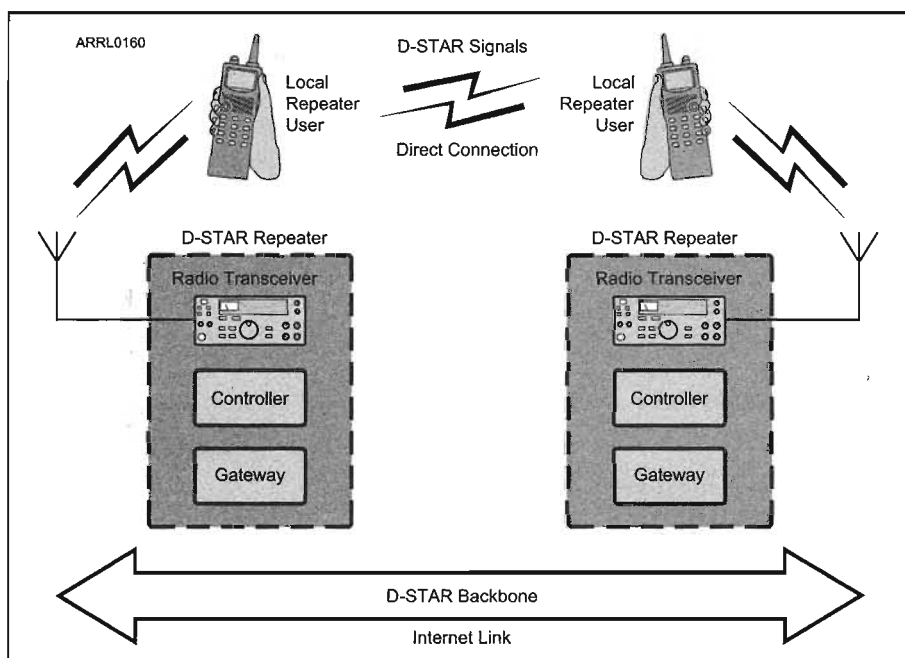 ARRL0160
D-STAR Signals
Local
Repeater
User
Local
Repeater
User
Direct Connection
D-STAR Repeater
D-STAR Repeater
Radio Transceiver
Radio Transceiver
Controller
Controller
Gateway
Gateway
D-STAR Backbone
Internet Link